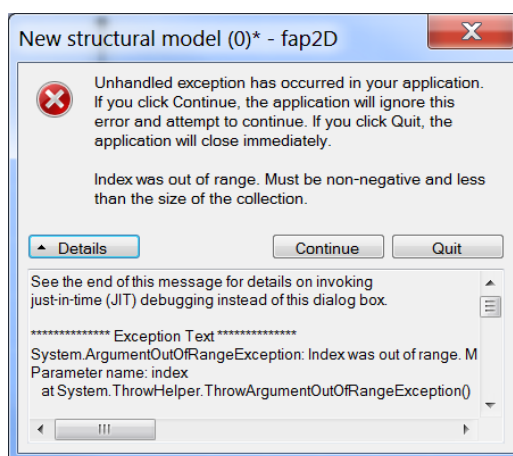 New structural model (0)* - fap2D
Unhandled exception has occurred in your application.
If you click Continue, the application will ignore this
error and attempt to continue. If you click Quit, the
application will close immediately.
Index was out of range. Must be non-negative and less
than the size of the collection.
Details
Continue
Quit
See the end of this message for details on invoking
just-in-time (JIT) debugging instead of this dialog box.
************** Exception Text **************
System.ArgumentOutOfRangeException: Index was out of range. M
Parameter name: index
at System.ThrowHelper.ThrowArgumentOutOfRangeException()